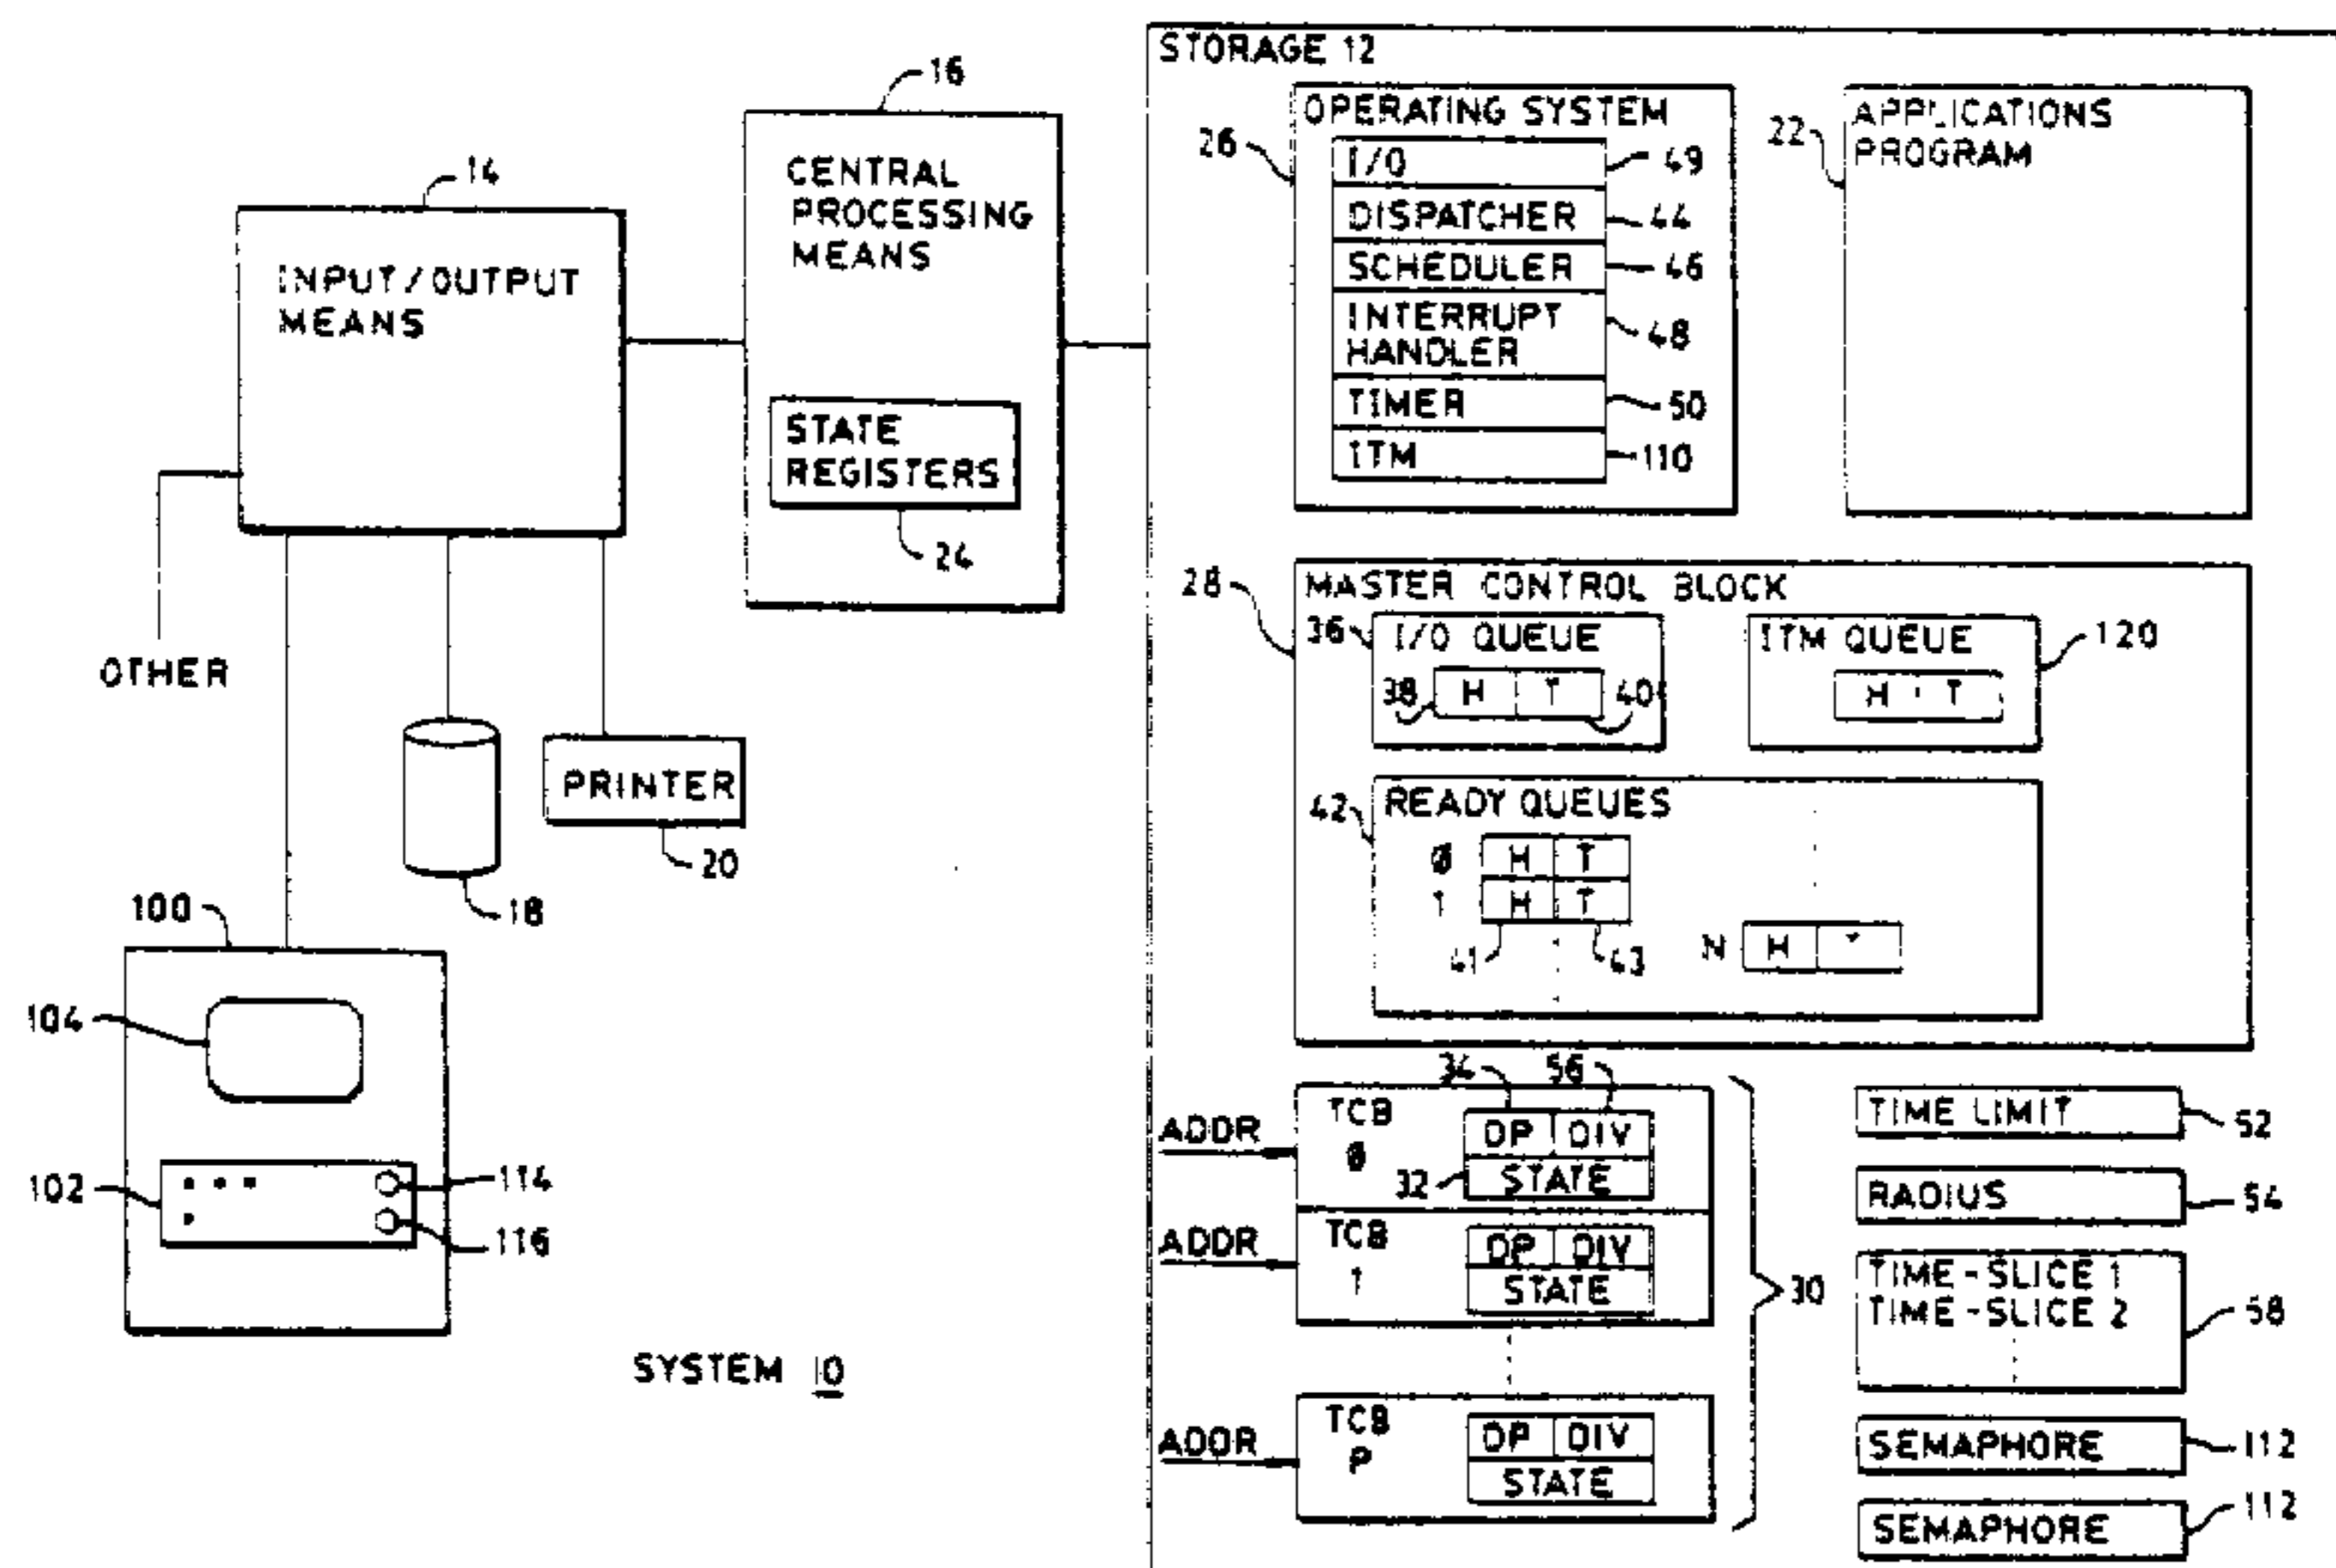 STORAGE 12
16
OPERATING SYSTEM
26
I/O
49
DISPATCHER
44
SCHEDULER
46
INTERRUPT
HANDLER
48
TIMER
50
ITM
110
22
APPLICATIONS
PROGRAM
14
INPUT/OUTPUT
MEANS
CENTRAL
PROCESSING
MEANS
STATE
REGISTERS
24
OTHER
PRINTER
20
18
28
MASTER CONTROL BLOCK
36
I/O QUEUE
38
H T
40
ITM QUEUE
120
H T
42
READY QUEUES
0 H T
1 H T
41
43
N H T
100
104
102
114
116
SYSTEM 10
34
56
ADDR
TCB
0
DP DIV
32
STATE
ADDR
TCB
1
DP DIV
STATE
30
ADDR
TCB
P
DP DIV
STATE
TIME LIMIT
52
RADIUS
54
TIME-SLICE 1
TIME-SLICE 2
58
SEMAPHORE
112
SEMAPHORE
112